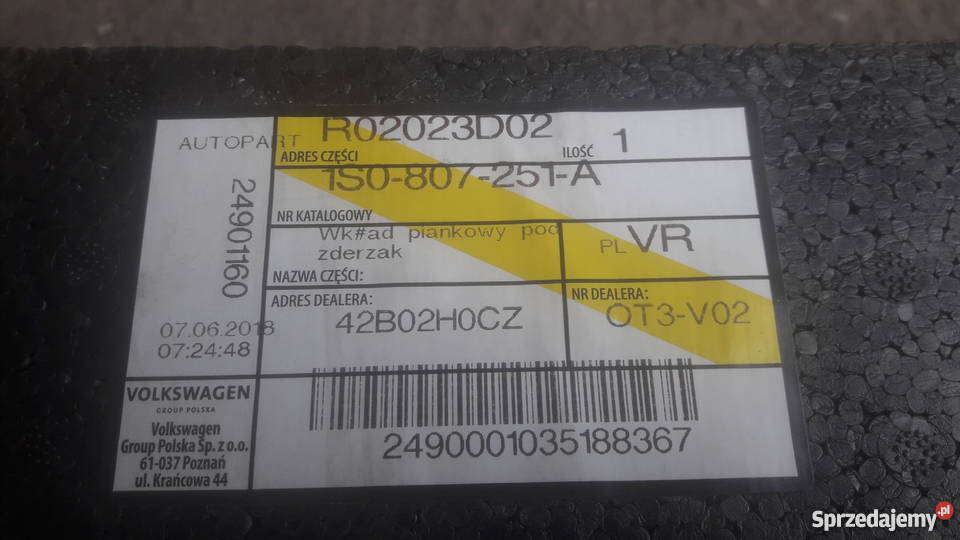 AUTOPART
R02023D02
ADRES CZĘŚCI
ILOŚĆ
1
1S0-807-251-A
NR KATALOGOWY
Wk#ad piankowy pod
zderzak
PL VR
NAZWA CZĘŚCI:
24901160
ADRES DEALERA:
42B02H0CZ
NR DEALERA:
OT3-V02
07.06.2018
07:24:48
VOLKSWAGEN
GROUP POLSKA
Volkswagen
Group Polska Sp. z o.o.
61-037 Poznań
ul. Krańcowa 44
2490001035188367
Sprzedajemy.pl